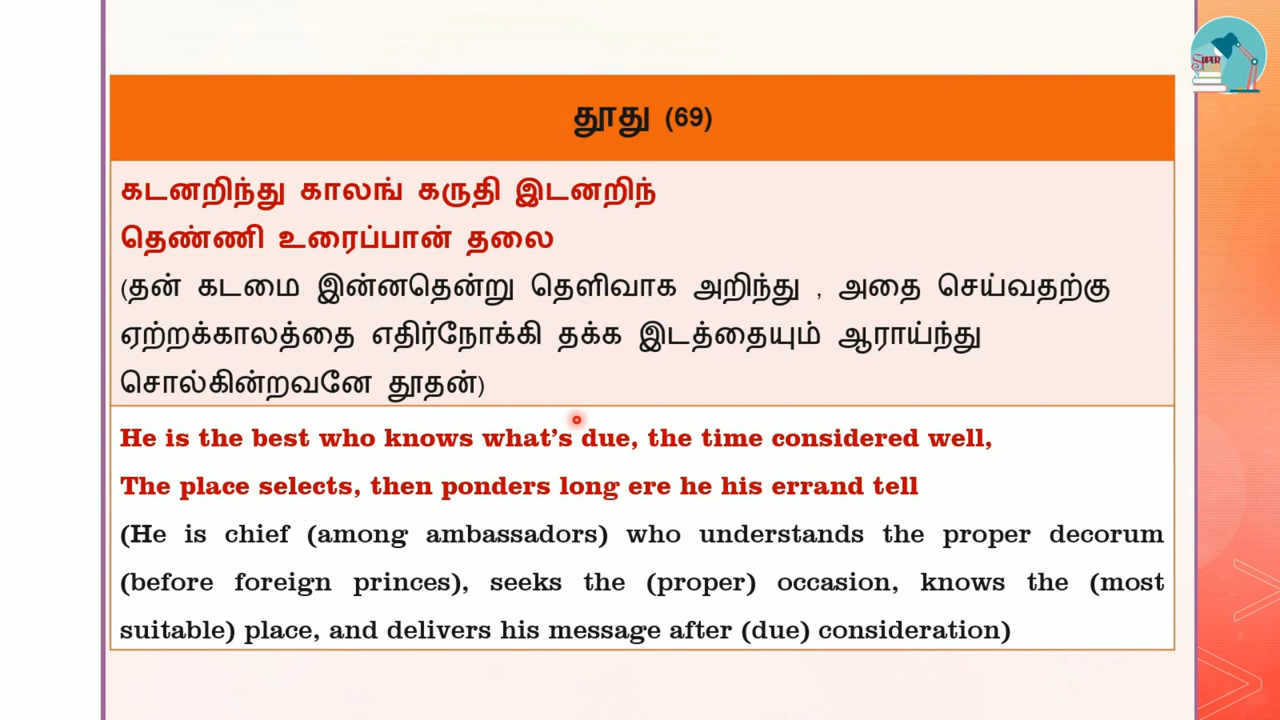 SUPER
தூது (69)
கடனறிந்து காலங் கருதி இடனறிந்
தெண்ணி உரைப்பான் தலை
(தன் கடமை இன்னதென்று தெளிவாக அறிந்து , அதை செய்வதற்கு
ஏற்றக்காலத்தை எதிர்நோக்கி தக்க இடத்தையும் ஆராய்ந்து
சொல்கின்றவனே தூதன்)
He is the best who knows what’s due, the time considered well,
The place selects, then ponders long ere he his errand tell
(He is chief (among ambassadors) who understands the proper decorum
(before foreign princes), seeks the (proper) occasion, knows the (most
suitable) place, and delivers his message after (due) consideration)